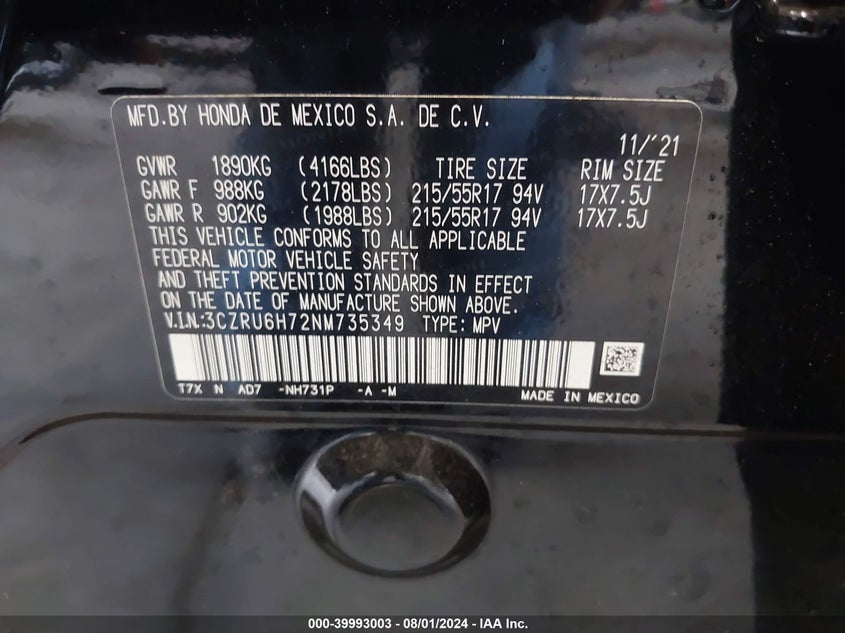 MFD.BY HONDA DE MEXICO S.A. DE C.V.
11/'21
GVWR 1890KG (4166LBS) TIRE SIZE RIM SIZE
GAWR F 988KG (2178LBS) 215/55R17 94V 17X7.5J
GAWR R 902KG (1988LBS) 215/55R17 94V 17X7.5J
THIS VEHICLE CONFORMS TO ALL APPLICABLE
FEDERAL MOTOR VEHICLE SAFETY
AND THEFT PREVENTION STANDARDS IN EFFECT
ON THE DATE OF MANUFACTURE SHOWN ABOVE.
V.I.N.:3CZRU6H72NM735349 TYPE: MPV
T7X N AD7 -NH731P -A -M MADE IN MEXICO
000-39993003 - 08/01/2024 - IAA Inc.